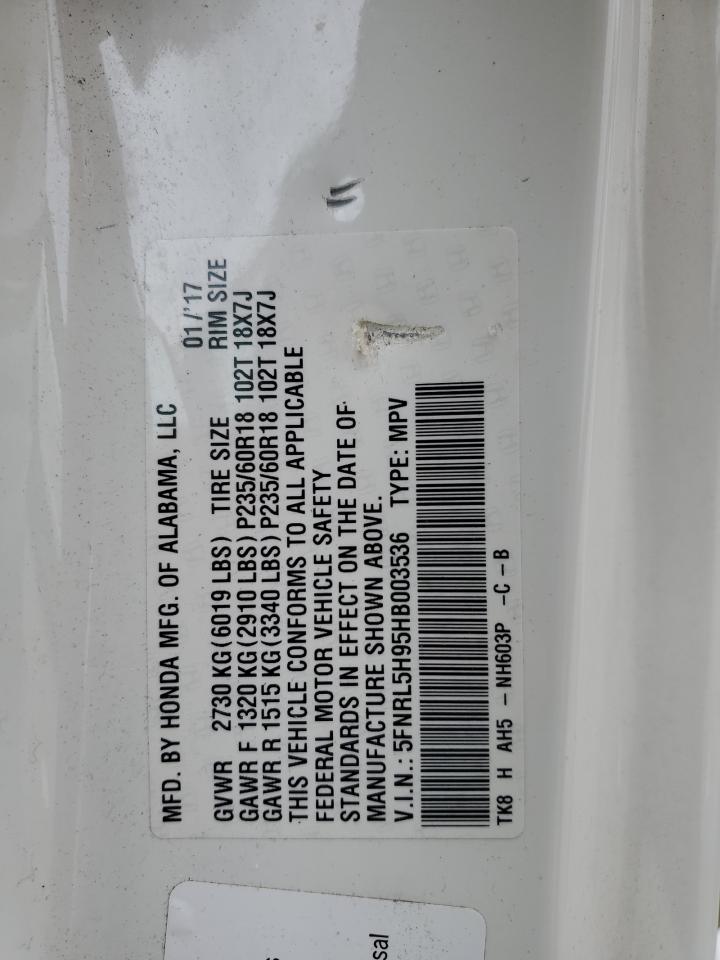 MFD. BY HONDA MFG. OF ALABAMA, LLC
01/'17
GVWR 2730 KG(6019 LBS) TIRE SIZE RIM SIZE
GAWR F 1320 KG(2910 LBS)P235/60R18 102T 18X7J
GAWR R 1515 KG(3340 LBS)P235/60R18 102T 18X7J
THIS VEHICLE CONFORMS TO ALL APPLICABLE
FEDERAL MOTOR VEHICLE SAFETY
STANDARDS IN EFFECT ON THE DATE OF
MANUFACTURE SHOWN ABOVE.
V.I.N.: 5FNRL5H95HB003536 TYPE: MPV
TK8 H AH5 - NH603P -C - B